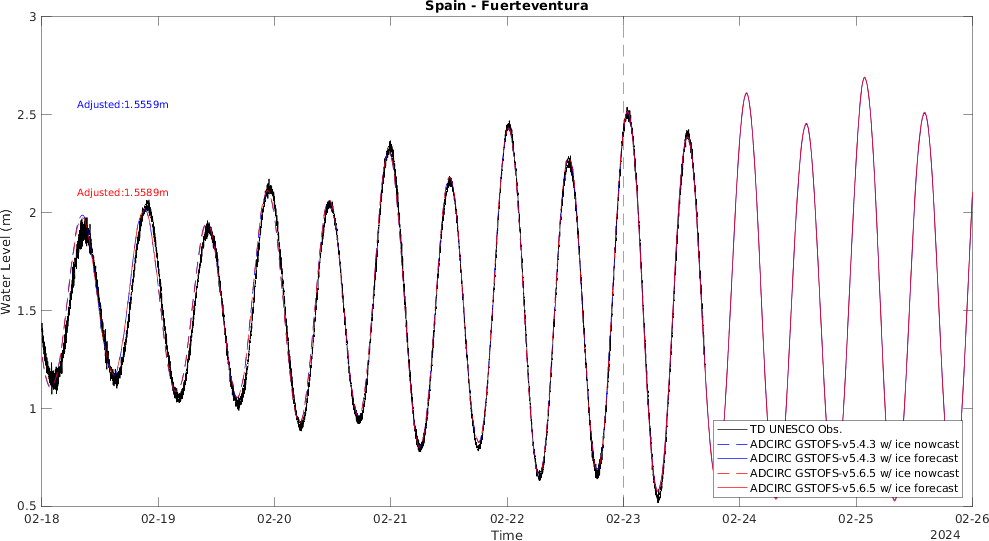 Spain - Fuerteventura
3
2.5
2
1.5
1
0.5
Water Level (m)
Adjusted:1.5559m
Adjusted:1.5589m
TD UNESCO Obs.
ADCIRC GSTOFS-v5.4.3 w/ ice nowcast
ADCIRC GSTOFS-v5.4.3 w/ ice forecast
ADCIRC GSTOFS-v5.6.5 w/ ice nowcast
ADCIRC GSTOFS-v5.6.5 w/ ice forecast
02-18 02-19 02-20 02-21 02-22 02-23 02-24 02-25 02-26
Time
2024